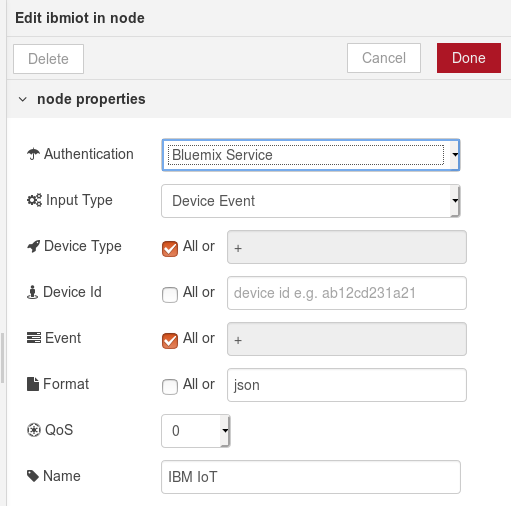 Edit ibmiot in node
Delete Cancel Done
node properties
Authentication Bluemix Service
Input Type Device Event
Device Type All or +
Device Id All or device id e.g. ab12cd231a21
Event All or +
Format All or json
QoS 0
Name IBM IoT